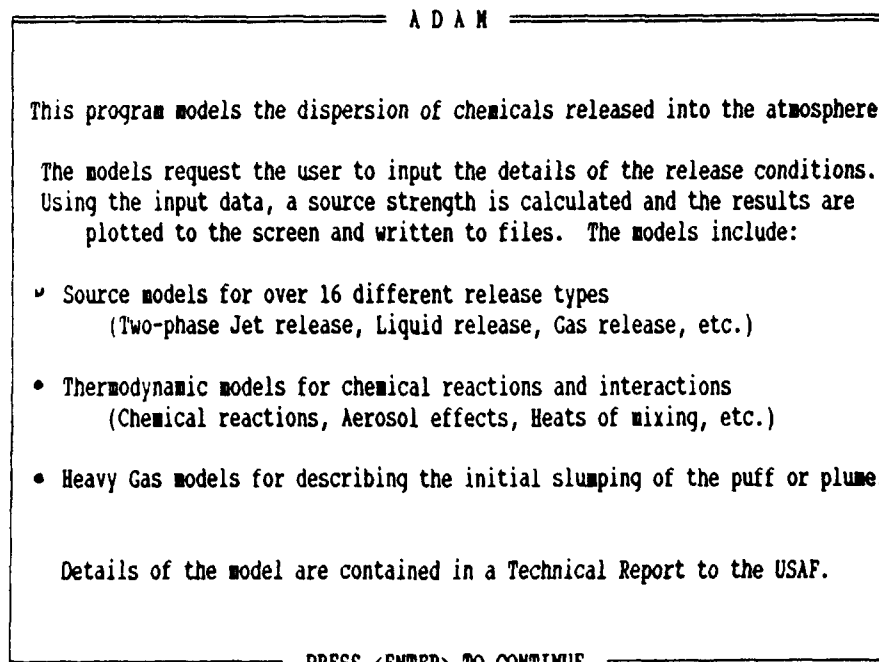 A D A M
This program models the dispersion of chemicals released into the atmosphere
The models request the user to input the details of the release conditions.
Using the input data, a source strength is calculated and the results are
plotted to the screen and written to files. The models include:
• Source models for over 16 different release types
(Two-phase Jet release, Liquid release, Gas release, etc.)
• Thermodynamic models for chemical reactions and interactions
(Chemical reactions, Aerosol effects, Heats of mixing, etc.)
• Heavy Gas models for describing the initial slumping of the puff or plume
Details of the model are contained in a Technical Report to the USAF.
PRESS <ENTER> TO CONTINUE